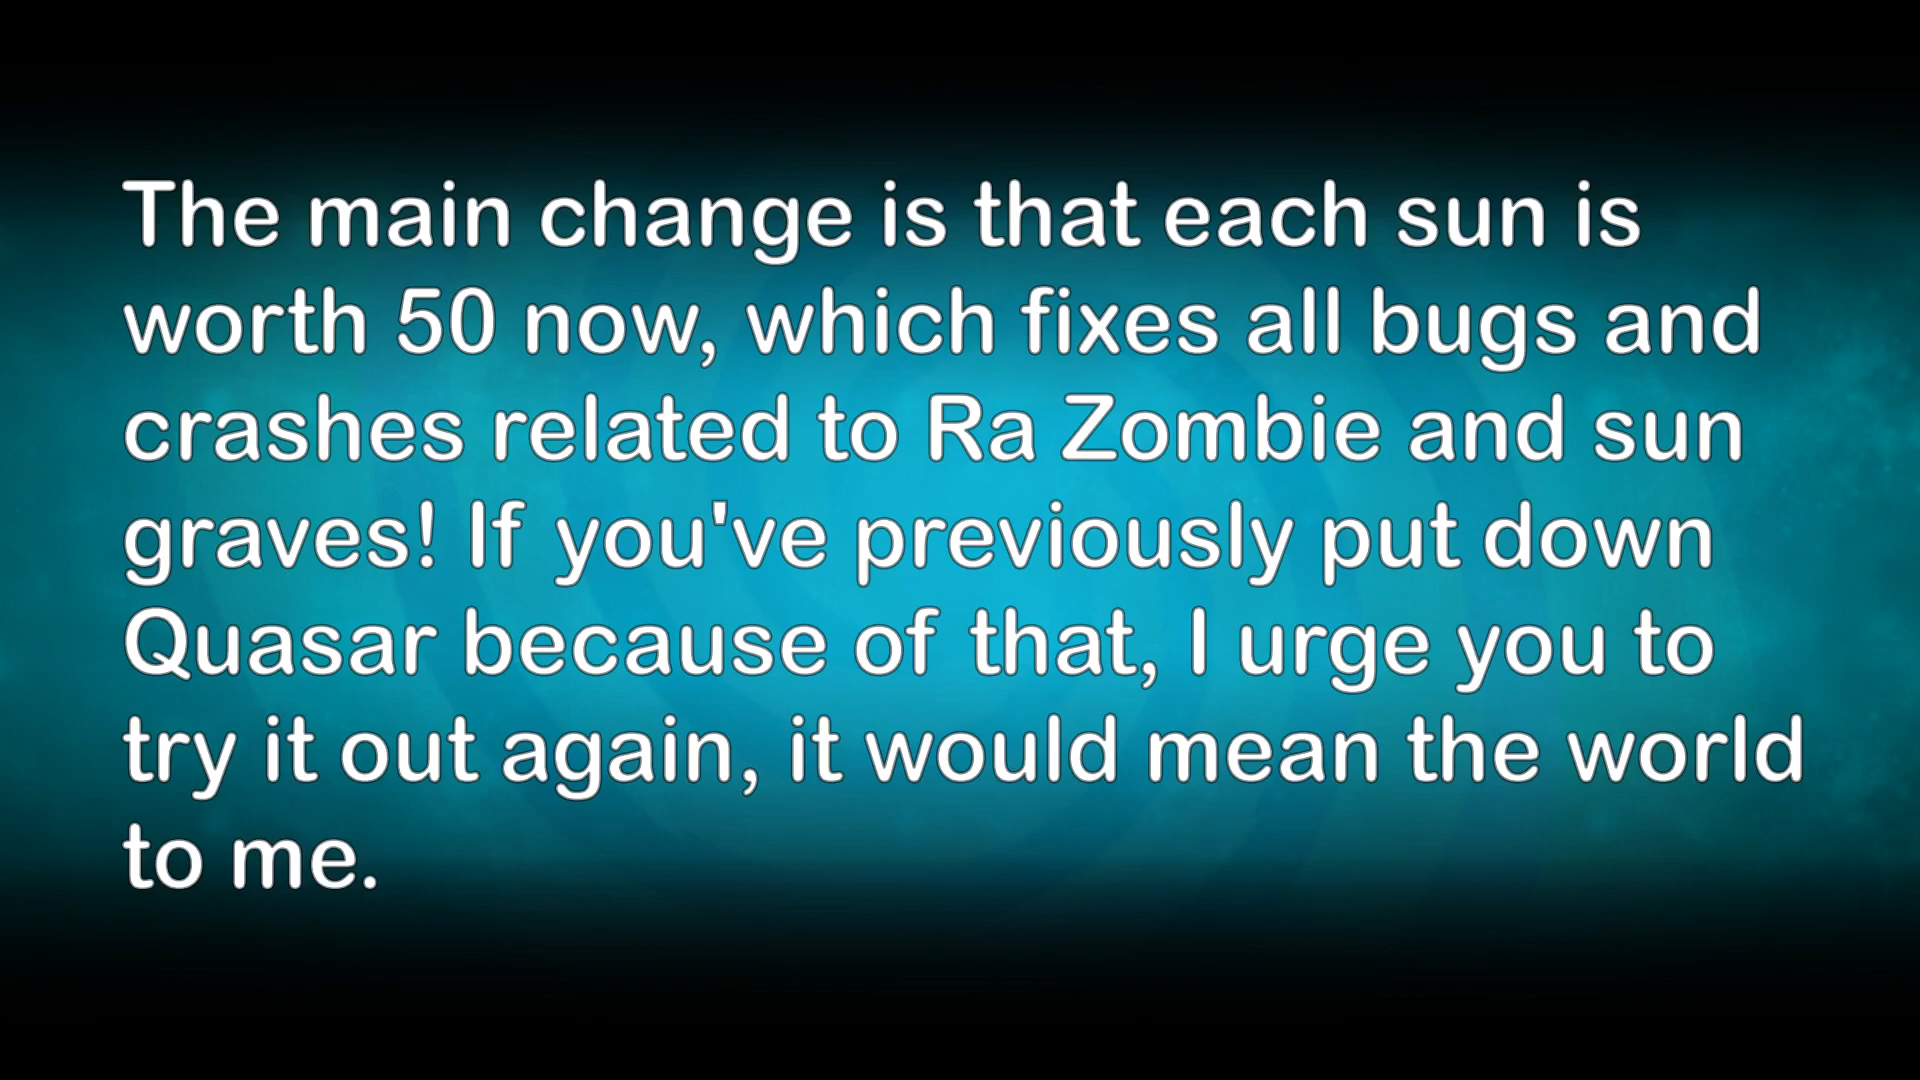 The main change is that each sun is
worth 50 now, which fixes all bugs and
crashes related to Ra Zombie and sun
graves! If you've previously put down
Quasar because of that, I urge you to
try it out again, it would mean the world
to me.